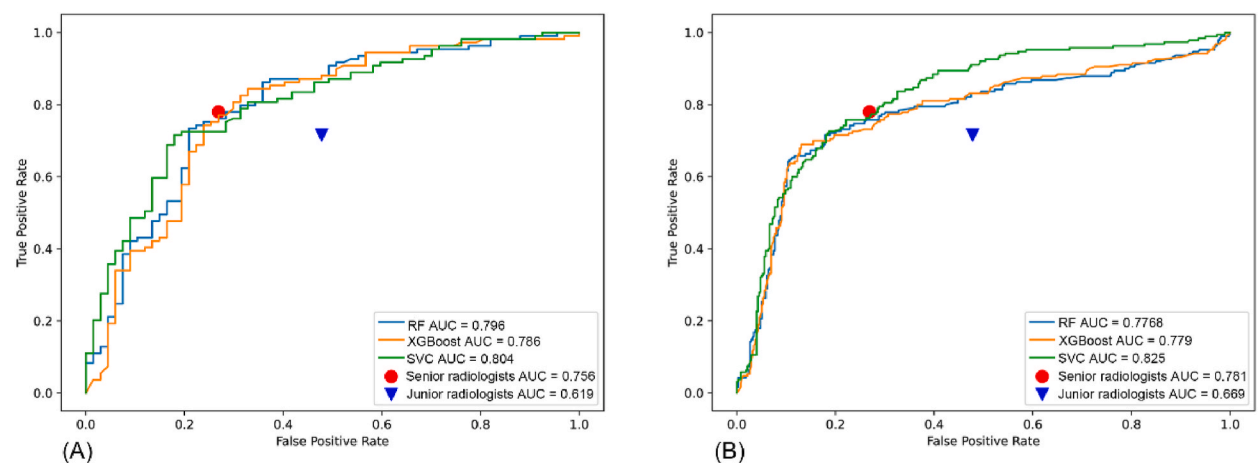 1.0
0.8
0.6
0.4
0.2
0.0
True Positive Rate
RF AUC = 0.796
XGBoost AUC = 0.786
SVC AUC = 0.804
Senior radiologists AUC = 0.756
Junior radiologists AUC = 0.619
0.0 0.2 0.4 0.6 0.8 1.0
False Positive Rate
(A)
1.0
0.8
0.6
0.4
0.2
0.0
True Positive Rate
RF AUC = 0.7768
XGBoost AUC = 0.779
SVC AUC = 0.825
Senior radiologists AUC = 0.781
Junior radiologists AUC = 0.669
0.0 0.2 0.4 0.6 0.8 1.0
False Positive Rate
(B)